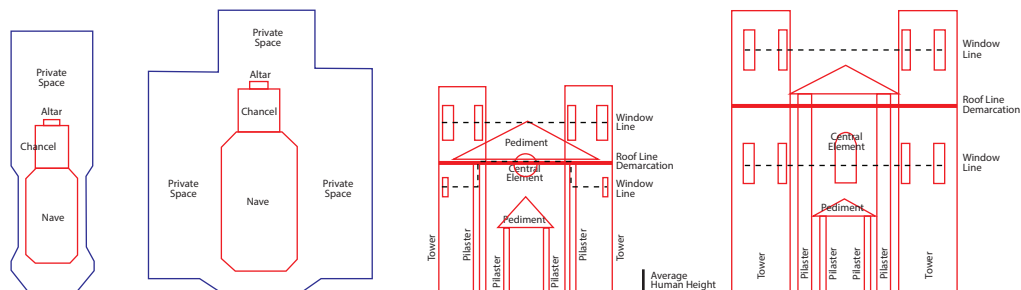 Private
Space
Altar
Chancel
Nave
Private
Space
Altar
Chancel
Nave
Private
Space
Private
Space
Window
Line
Pediment
Roof Line
Demarcation
Central
Element
Window
Line
Pediment
Tower
Pilaster
Pilaster
Pilaster
Pilaster
Tower
Average
Human Height
Window
Line
Roof Line
Demarcation
Central
Element
Window
Line
Pediment
Tower
Pilaster
Pilaster
Pilaster
Pilaster
Tower